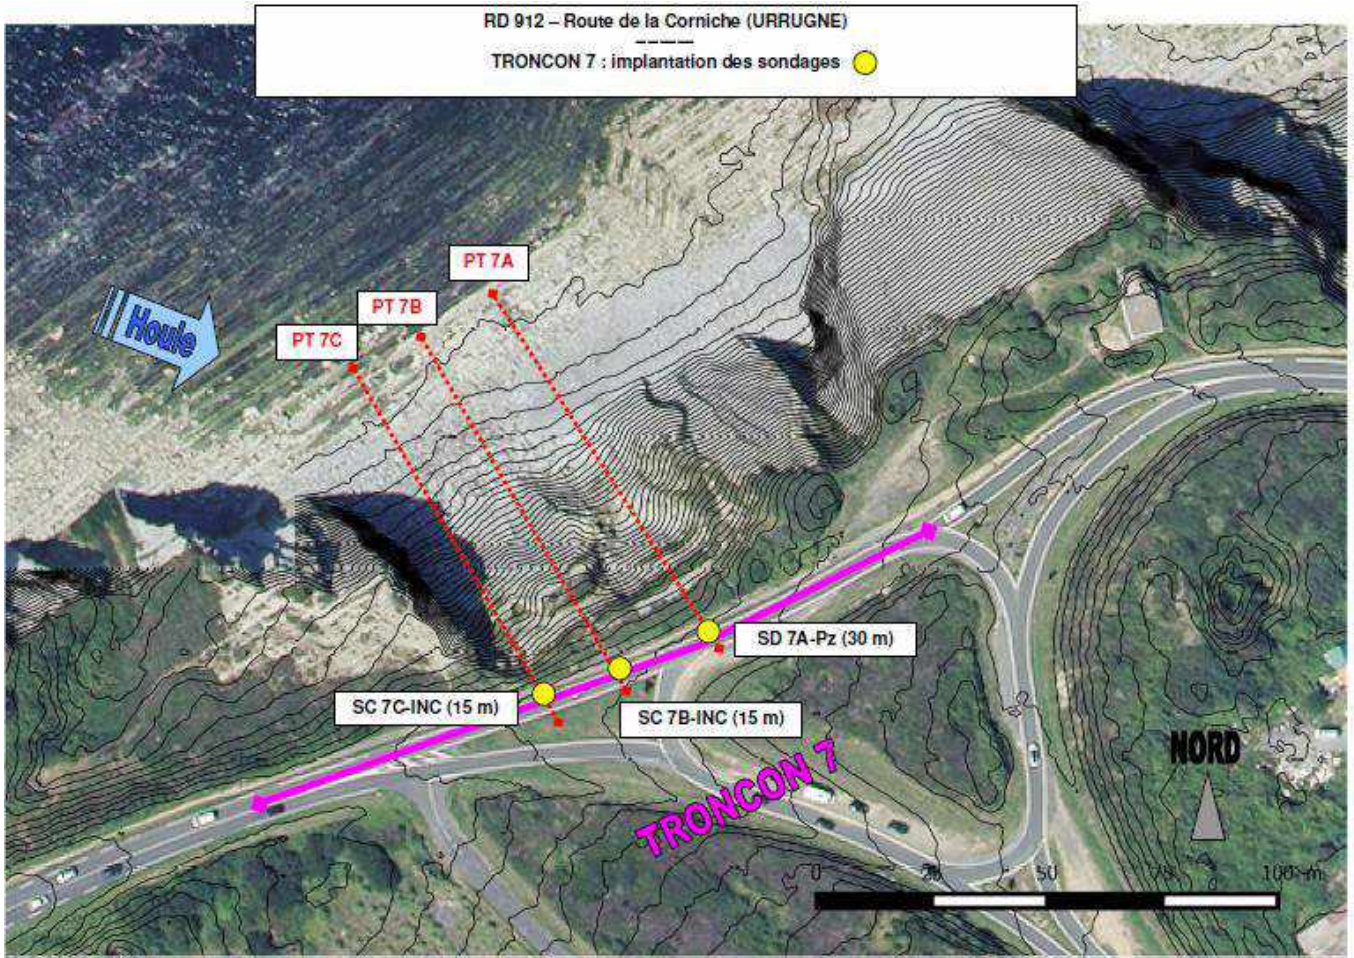 RD 912 – Route de la Corniche (URRUGNE)
TRONCON 7 : implantation des sondages
PT 7A
PT 7B
PT 7C
Houle
SD 7A-Pz (30 m)
SC 7C-INC (15 m)
SC 7B-INC (15 m)
TRONCON 7
NORD
0 25 50 75 100 m